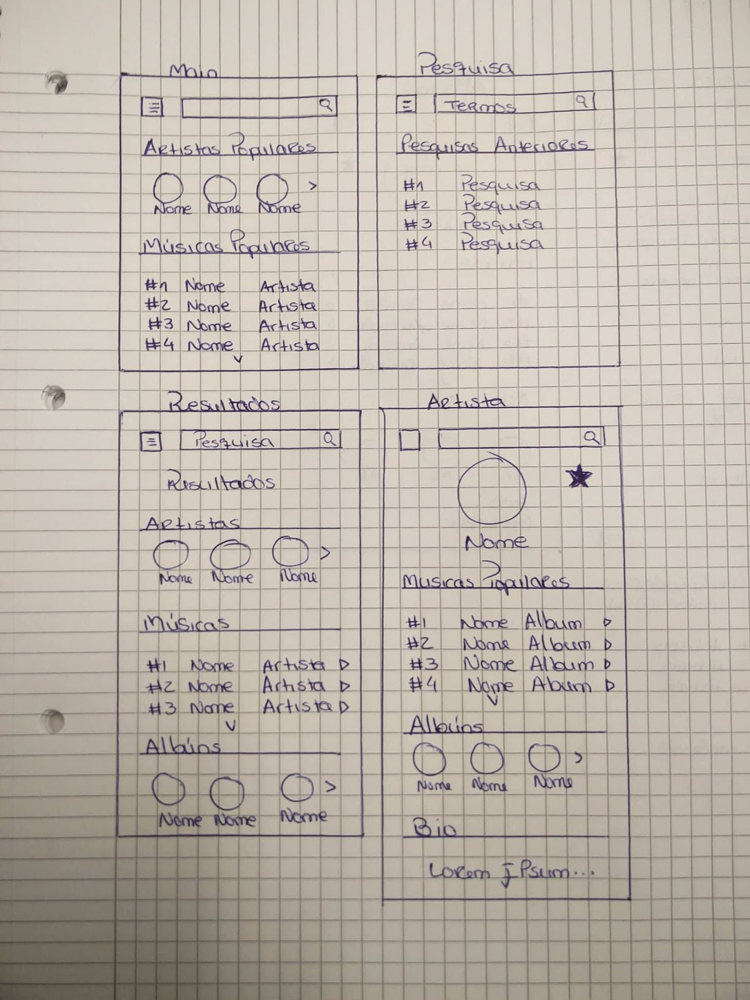 Main
Artistas Populares
Nome Nome Nome >
Músicas Populares
#1 Nome Artista
#2 Nome Artista
#3 Nome Artista
#4 Nome Artista
Pesquisa
Termos
Pesquisas Anteriores
#1 Pesquisa
#2 Pesquisa
#3 Pesquisa
#4 Pesquisa
Resultados
Pesquisa
Resultados
Artistas
Nome Nome Nome
Músicas
#1 Nome Artista
#2 Nome Artista
#3 Nome Artista
Albúns
Nome Nome Nome
Artista
Nome
Musicas Populares
#1 Nome Album
#2 Nome Album
#3 Nome Album
#4 Nome Abum
Albúns
Nome Nome Nome
Bio
Lorem Ipsum...